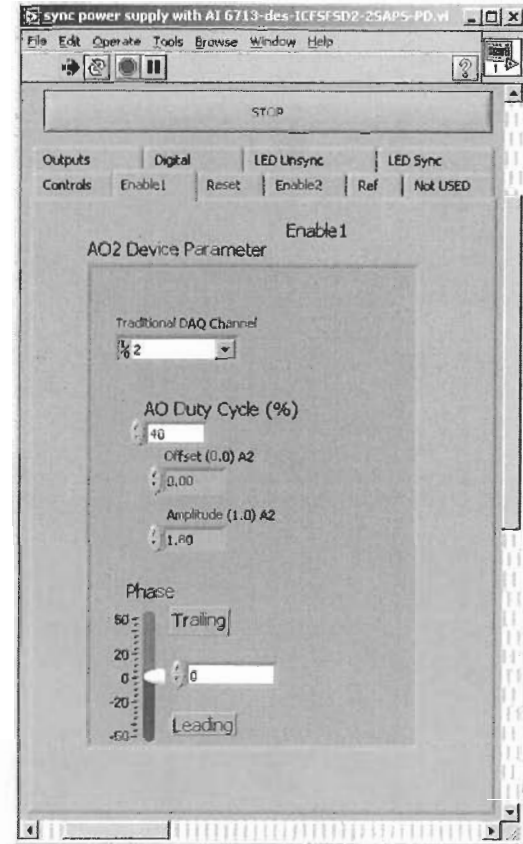 sync power supply with AI 6713-des-ICFSFSD2-2SAPS-PD.vi
File Edit Operate Tools Browse Window Help
1
STOP
Outputs Digital LED Unsync LED Sync
Controls Enable1 Reset Enable2 Ref Not USED
Enable1
AO2 Device Parameter
Traditional DAQ Channel
2
AO Duty Cycle (%)
40
Offset (0.0) A2
0.00
Amplitude (1.0) A2
1.80
Phase
Trailing
20
0
0
-20
Leading